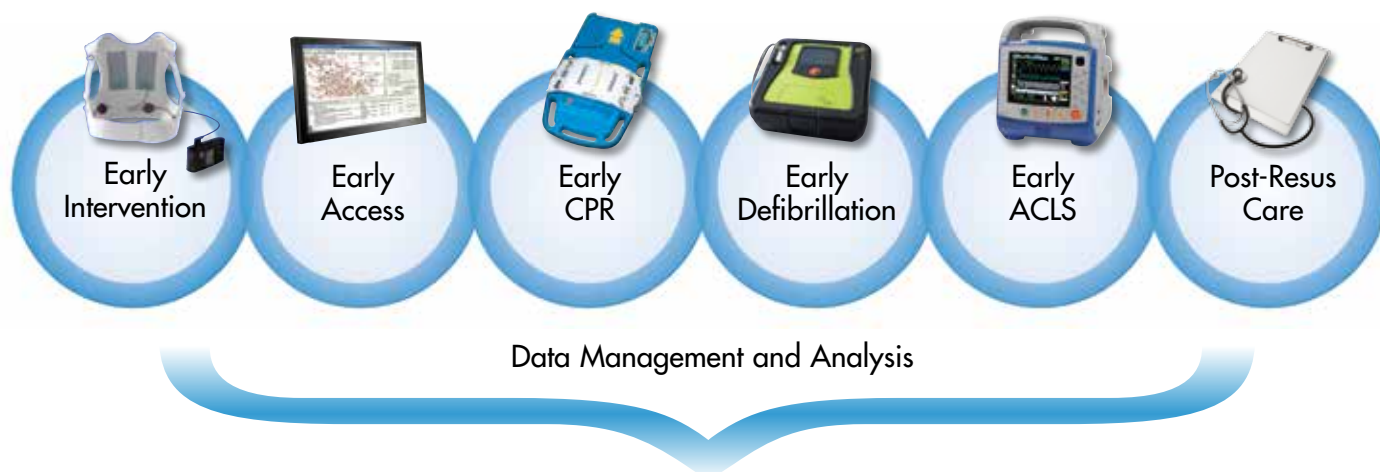 Early
Intervention
Early
Access
Early
CPR
Early
Defibrillation
Early
ACLS
Post-Resus
Care
Data Management and Analysis